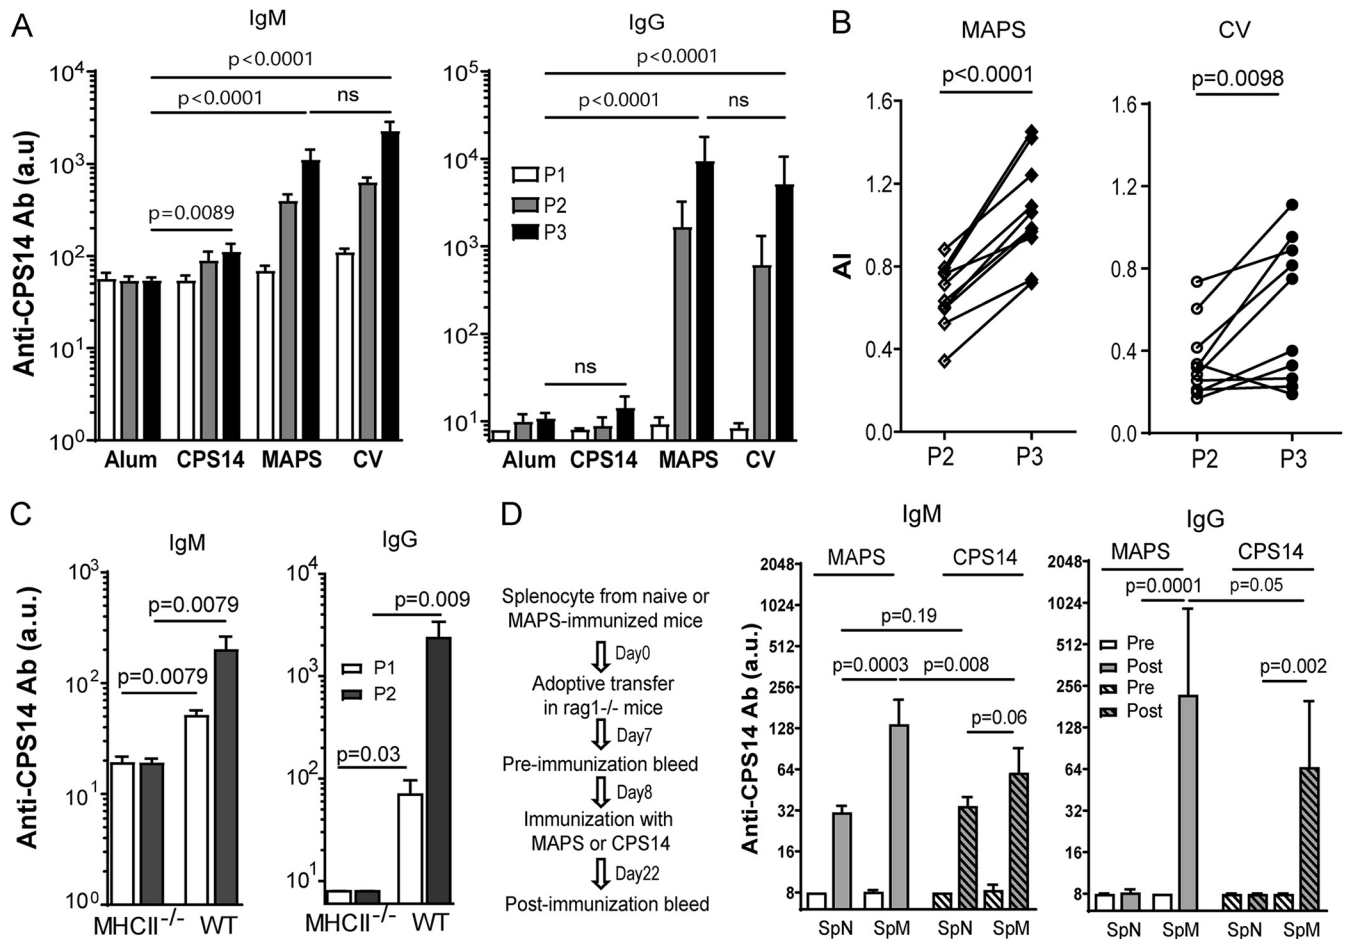 A
IgM
p<0.0001
p<0.0001
ns
p=0.0089
Anti-CPS14 Ab (a.u)
10^4
10^3
10^2
10^1
10^0
Alum CPS14 MAPS CV
IgG
p<0.0001
p<0.0001
ns
ns
P1
P2
P3
10^5
10^4
10^3
10^2
10^1
Alum CPS14 MAPS CV
B
MAPS
p<0.0001
AI
1.6
1.2
0.8
0.4
0.0
P2 P3
CV
p=0.0098
1.6
1.2
0.8
0.4
0.0
P2 P3
C
IgM
p=0.0079
p=0.0079
Anti-CPS14 Ab (a.u.)
10^3
10^2
10^1
10^0
MHCII^-/- WT
IgG
p=0.009
P1
P2
p=0.03
10^4
10^3
10^2
10^1
MHCII^-/- WT
D
Splenocyte from naive or
MAPS-immunized mice
Day0
Adoptive transfer
in rag1-/- mice
Day7
Pre-immunization bleed
Day8
Immunization with
MAPS or CPS14
Day22
Post-immunization bleed
IgM
MAPS CPS14
p=0.19
p=0.0003 p=0.008
p=0.06
Anti-CPS14 Ab (a.u.)
2048
1024
512
256
128
64
32
16
8
SpN SpM SpN SpM
IgG
MAPS CPS14
p=0.0001 p=0.05
p=0.002
Pre
Post
Pre
Post
2048
1024
512
256
128
64
32
16
8
SpN SpM SpN SpM